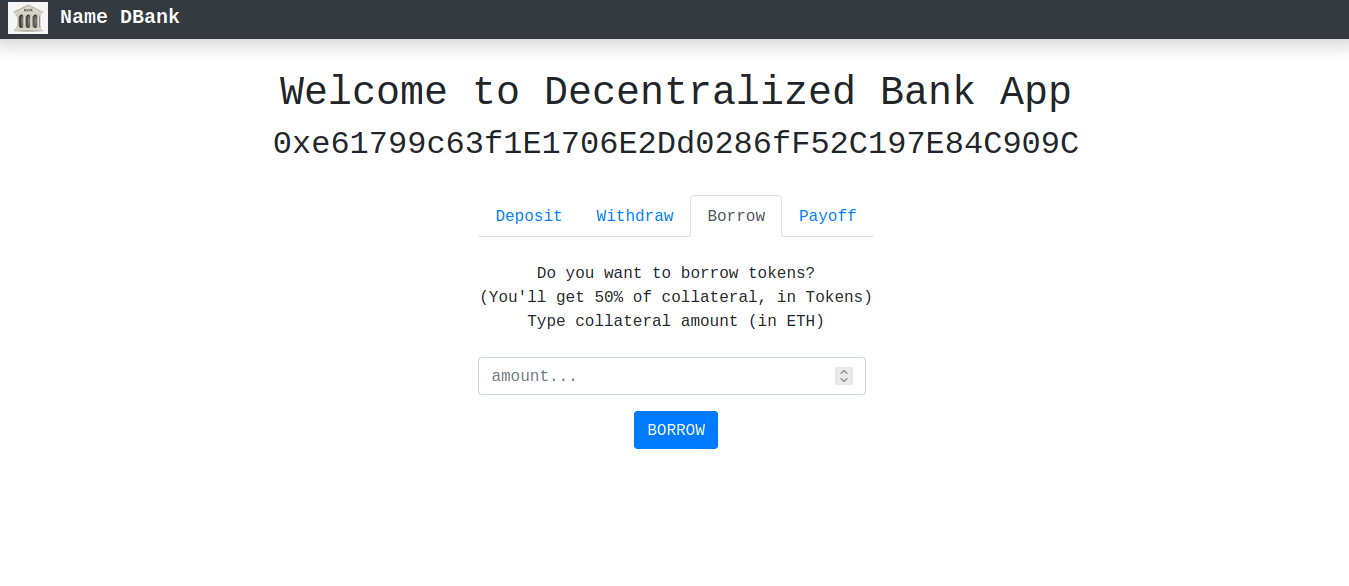 Name DBank
Welcome to Decentralized Bank App
0xe61799c63f1E1706E2Dd0286fF52C197E84C909C
Deposit Withdraw Borrow Payoff
Do you want to borrow tokens?
(You'll get 50% of collateral, in Tokens)
Type collateral amount (in ETH)
amount...
BORROW